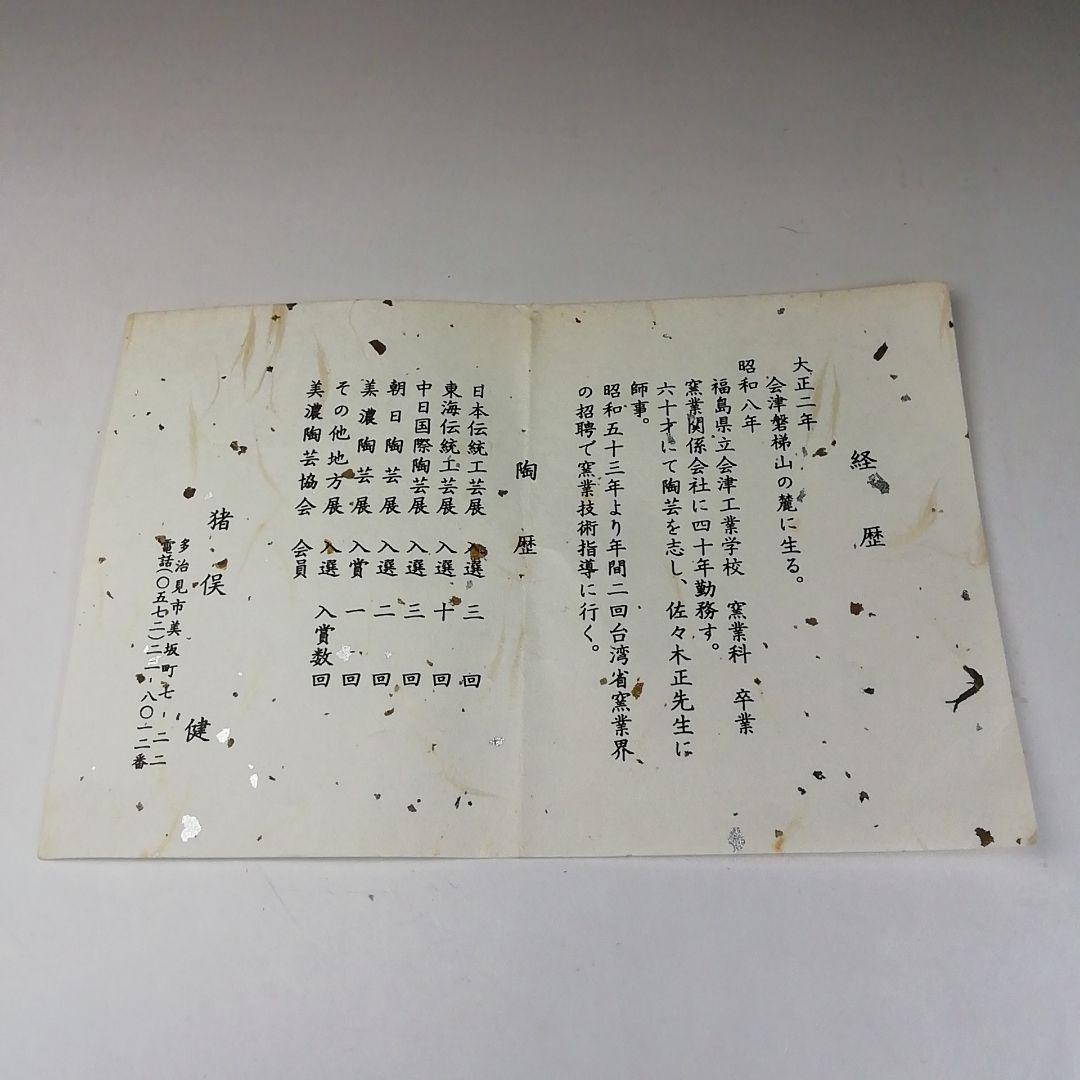 経歴
大正二年
会津磐梯山の麓に生る。
昭和八年
福島県立会津工業学校 窯業科 卒業
窯業関係会社に四十年勤務す。
六十才にて陶芸を志し、佐々木正先生に
師事。
昭和五十三年より年間二回台湾省窯業界
の招聘で窯業技術指導に行く。
陶歴
日本伝統工芸展 入選 三 回
東海伝統工芸展 入選 十 回
中日国際陶芸展 入選 三 回
朝日陶芸展 入選 二 回
美濃陶芸展 入賞 一 回
その他地方展 入選 入賞数回
美濃陶芸協会 会員
猪俣 健
多治見市美坂町七-二二
電話〇五七二)二二-八〇一二番